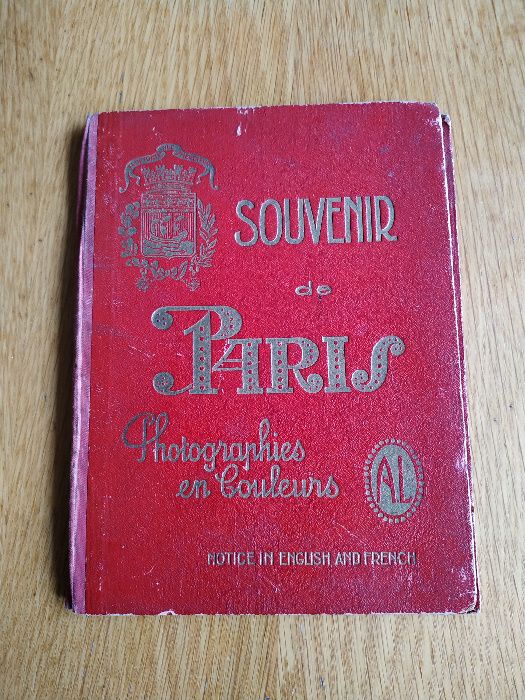 SOUVENIR
de
PARIS
Photographies
en Couleurs
AL
NOTICE IN ENGLISH AND FRENCH